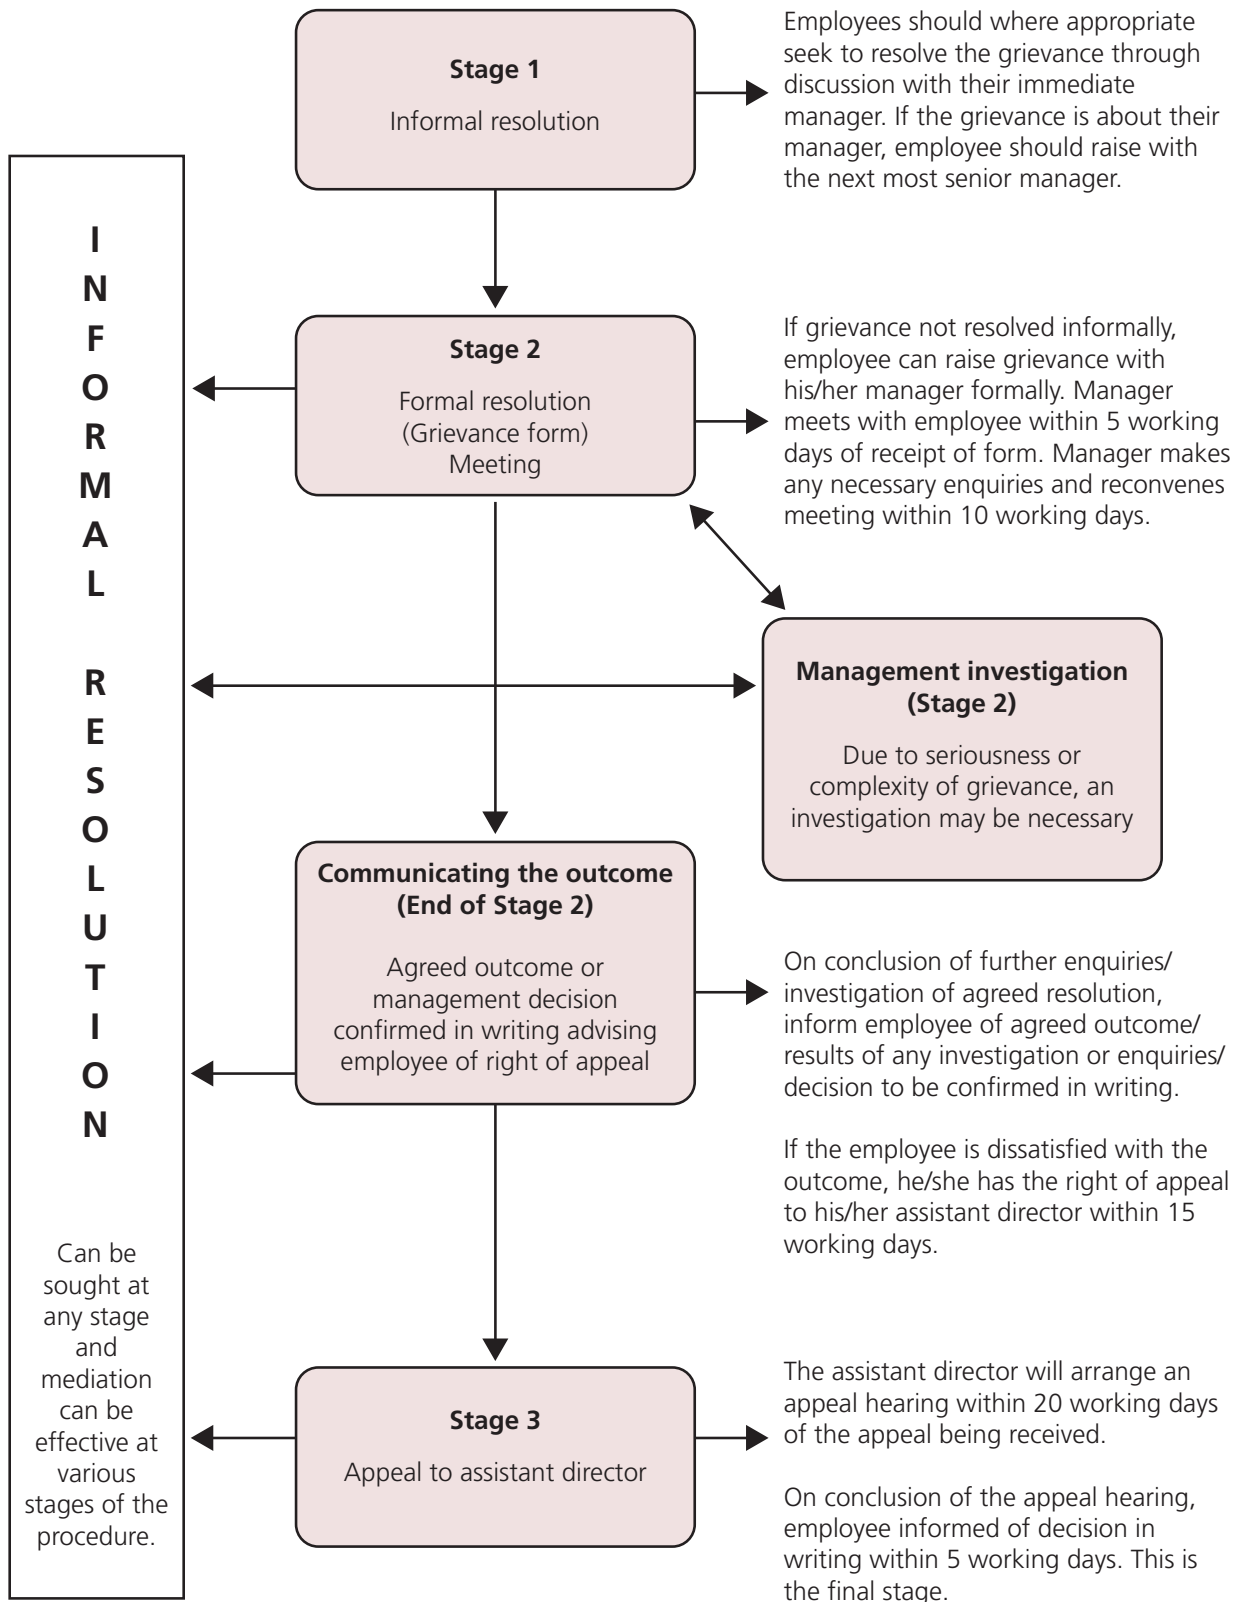 Stage 1
Informal resolution
Employees should where appropriate
seek to resolve the grievance through
discussion with their immediate
manager. If the grievance is about their
manager, employee should raise with
the next most senior manager.
INFORMAL RESOLUTION
Can be
sought at
any stage
and
mediation
can be
effective at
various
stages of the
procedure.
Stage 2
Formal resolution
(Grievance form)
Meeting
If grievance not resolved informally,
employee can raise grievance with
his/her manager formally. Manager
meets with employee within 5 working
days of receipt of form. Manager makes
any necessary enquiries and reconvenes
meeting within 10 working days.
Management investigation
(Stage 2)
Due to seriousness or
complexity of grievance, an
investigation may be necessary
Communicating the outcome
(End of Stage 2)
Agreed outcome or
management decision
confirmed in writing advising
employee of right of appeal
On conclusion of further enquiries/
investigation of agreed resolution,
inform employee of agreed outcome/
results of any investigation or enquiries/
decision to be confirmed in writing.
If the employee is dissatisfied with the
outcome, he/she has the right of appeal
to his/her assistant director within 15
working days.
Stage 3
Appeal to assistant director
The assistant director will arrange an
appeal hearing within 20 working days
of the appeal being received.
On conclusion of the appeal hearing,
employee informed of decision in
writing within 5 working days. This is
the final stage.